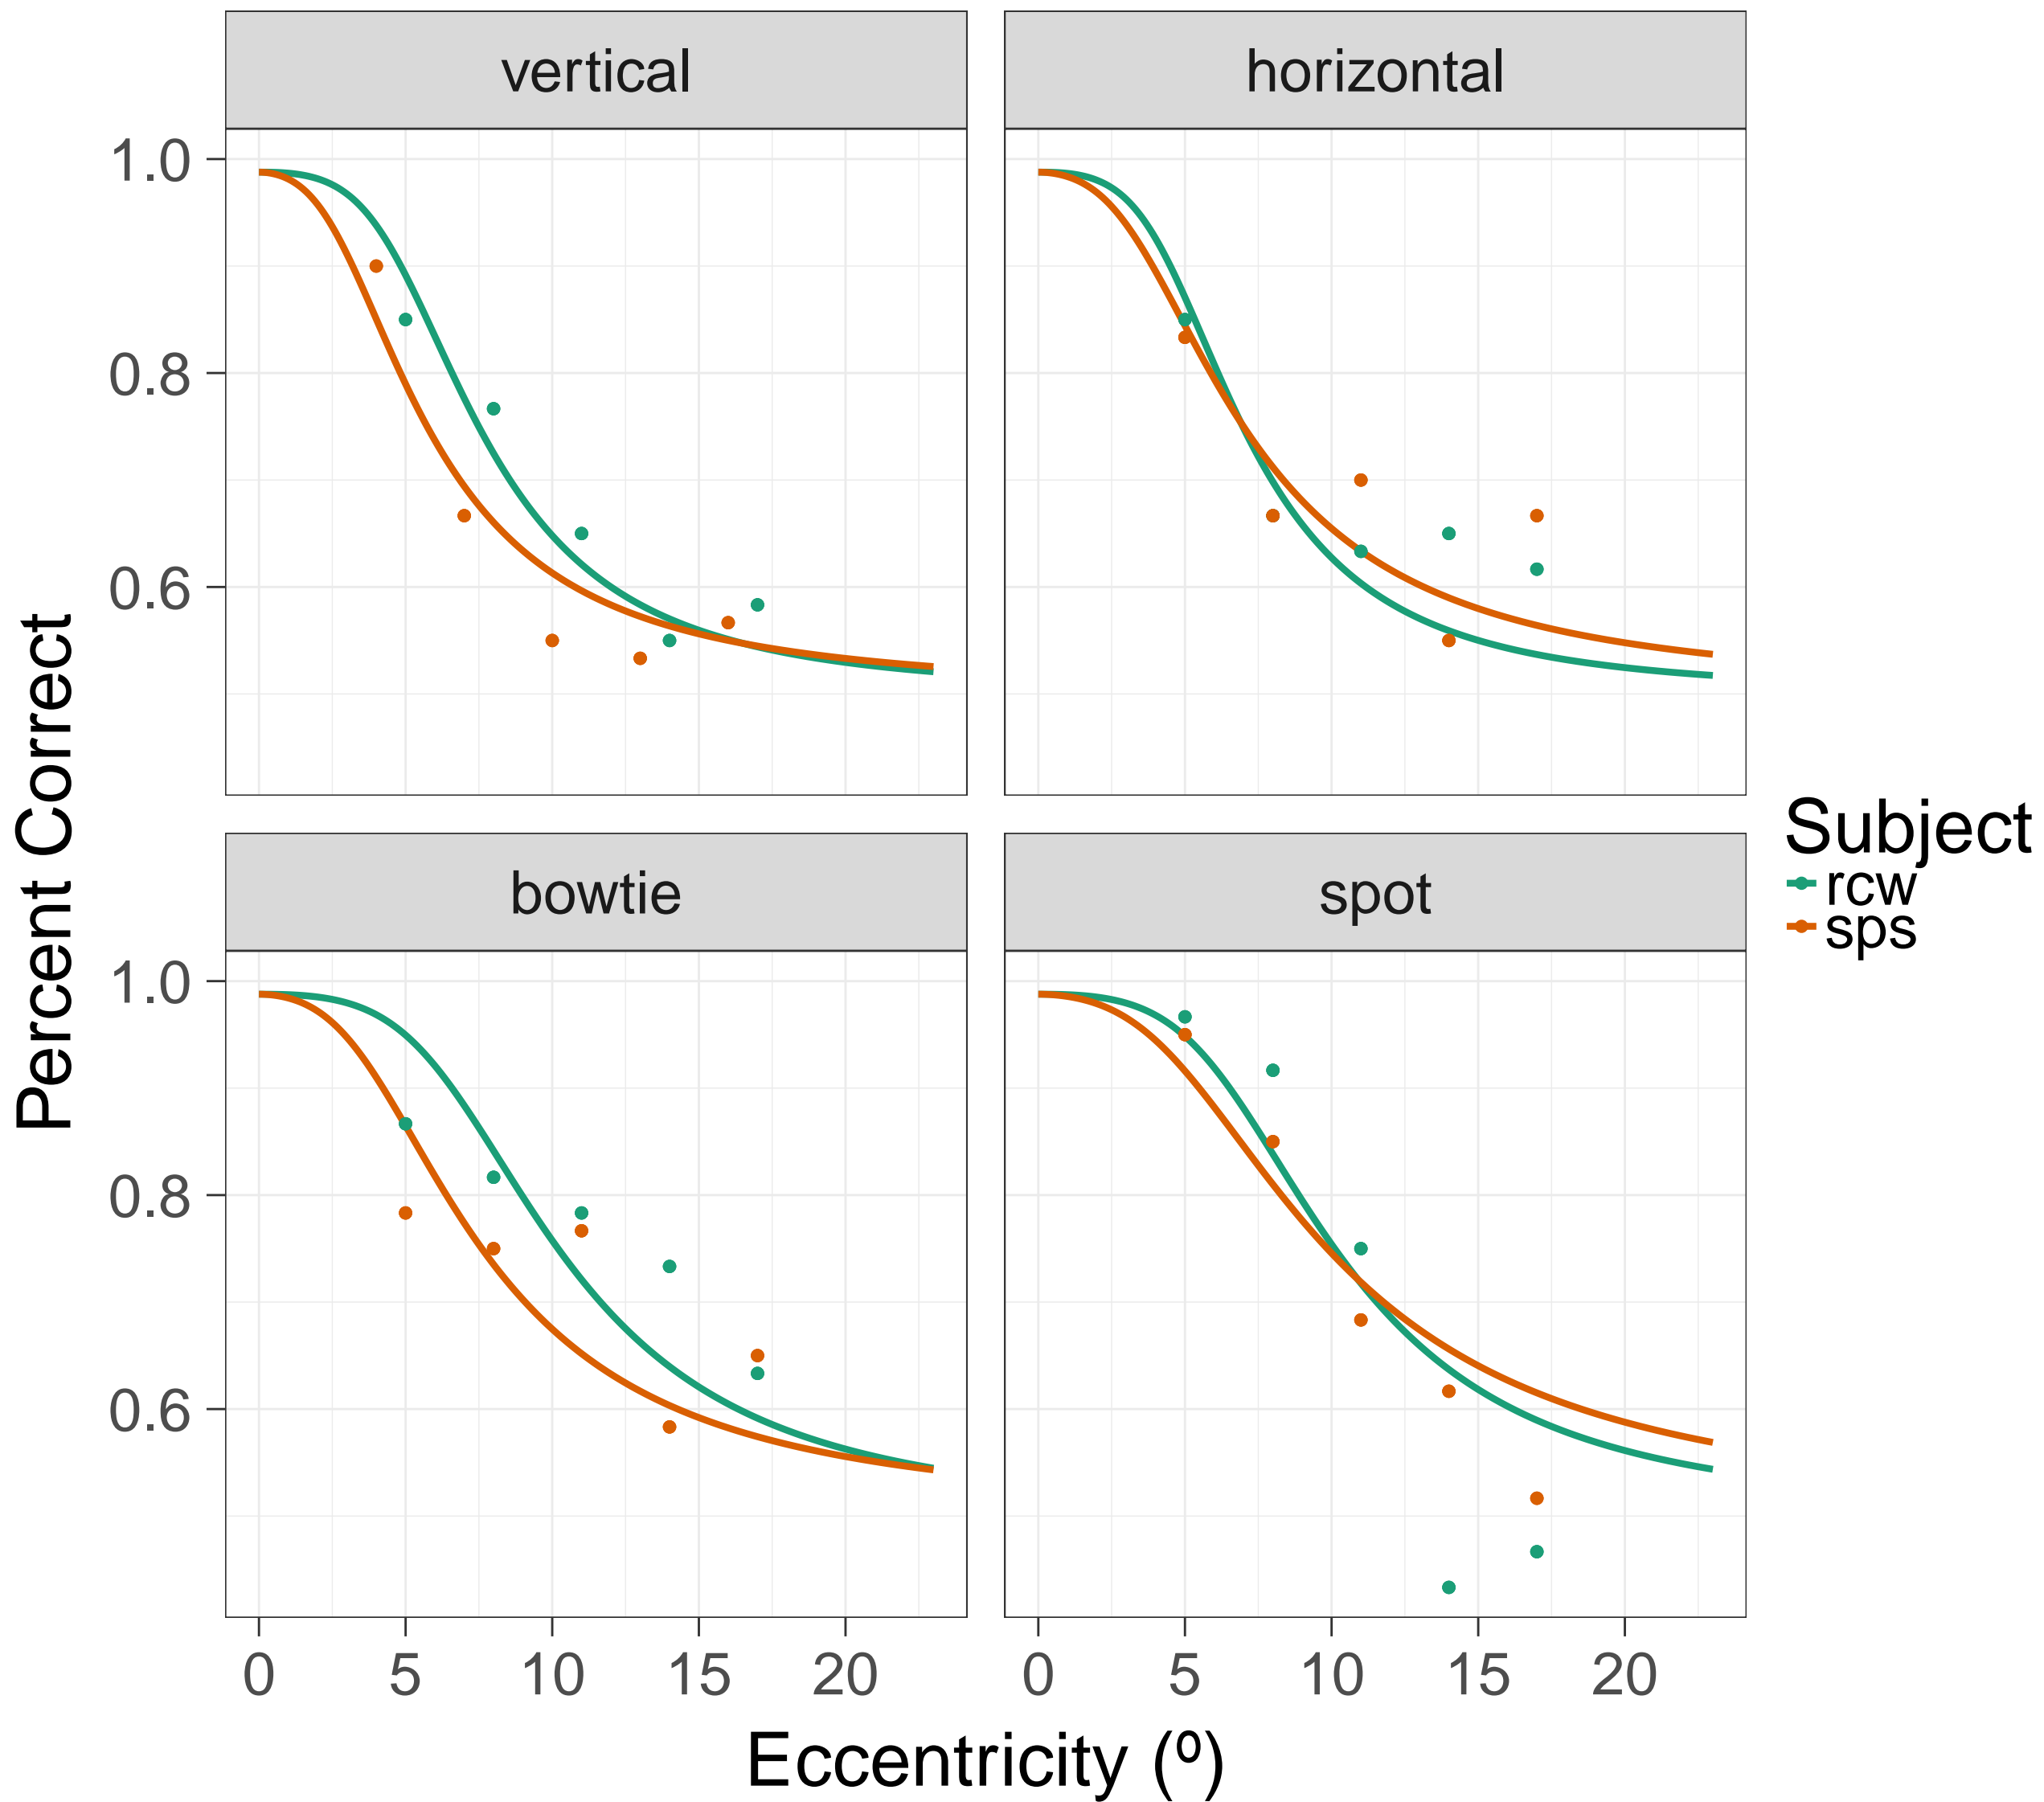 vertical
horizontal
1.0
0.8
0.6
bowtie
spot
1.0
0.8
0.6
0 5 10 15 20
0 5 10 15 20
Eccentricity (º)
Percent Correct
Subject
rcw
sps